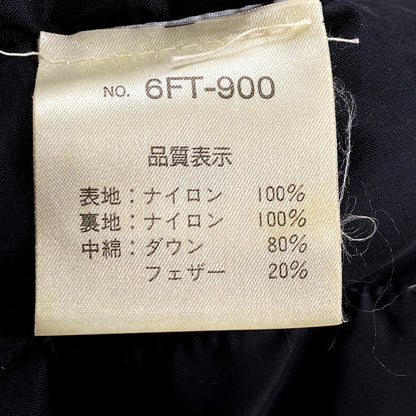 NO. 6FT-900
品質表示
表地：ナイロン 100%
裏地：ナイロン 100%
中綿：ダウン 80%
フェザー 20%